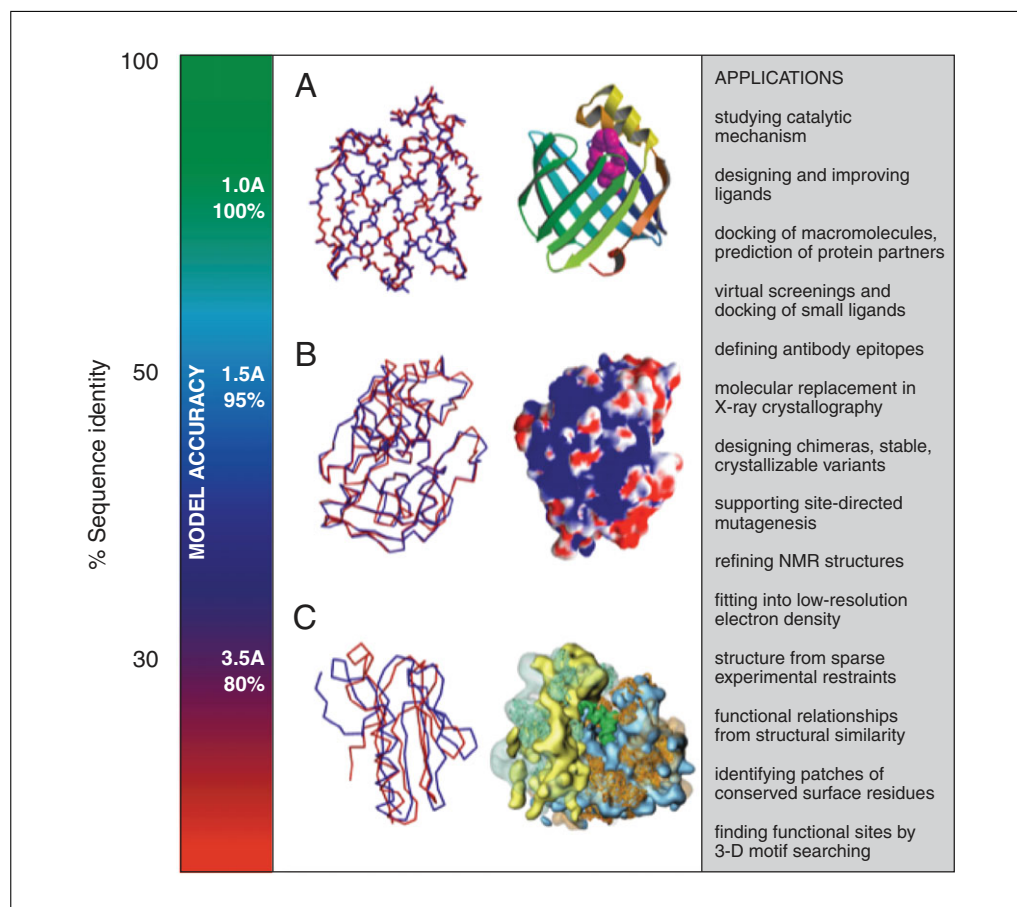 % Sequence identity
100
50
30
MODEL ACCURACY
1.0A
100%
1.5A
95%
3.5A
80%
A
B
C
APPLICATIONS
studying catalytic
mechanism
designing and improving
ligands
docking of macromolecules,
prediction of protein partners
virtual screenings and
docking of small ligands
defining antibody epitopes
molecular replacement in
X-ray crystallography
designing chimeras, stable,
crystallizable variants
supporting site-directed
mutagenesis
refining NMR structures
fitting into low-resolution
electron density
structure from sparse
experimental restraints
functional relationships
from structural similarity
identifying patches of
conserved surface residues
finding functional sites by
3-D motif searching